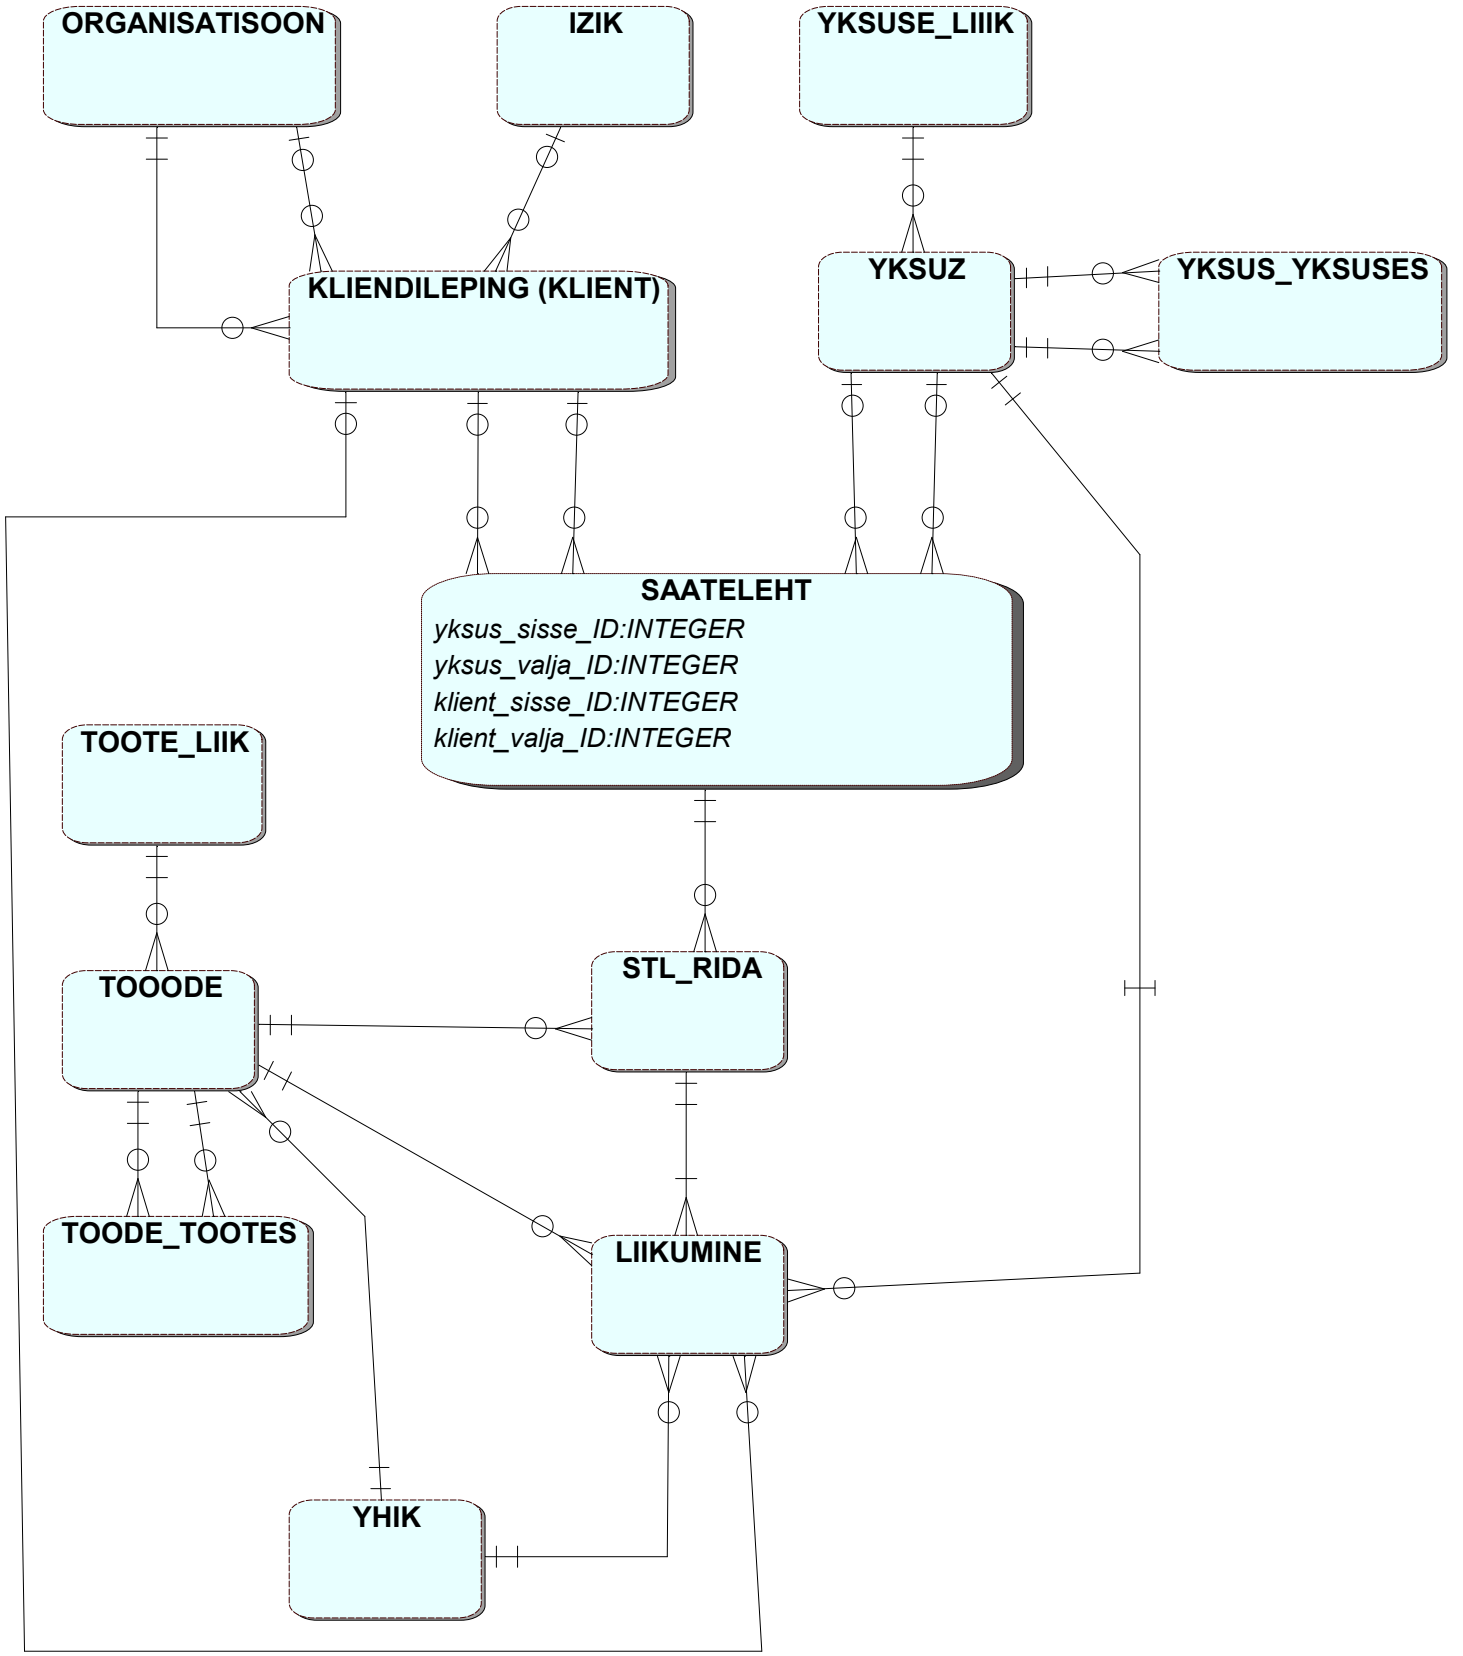 ORGANISATISOON
IZIK
YKSUSE_LIIIK
KLIENDILEPING (KLIENT)
YKSUZ
YKSUS_YKSUSES
SAATELEHT
yksus_sisse_ID:INTEGER
yksus_valja_ID:INTEGER
klient_sisse_ID:INTEGER
klient_valja_ID:INTEGER
TOOTE_LIIK
TOOODE
STL_RIDA
TOODE_TOOTES
LIIKUMINE
YHIK